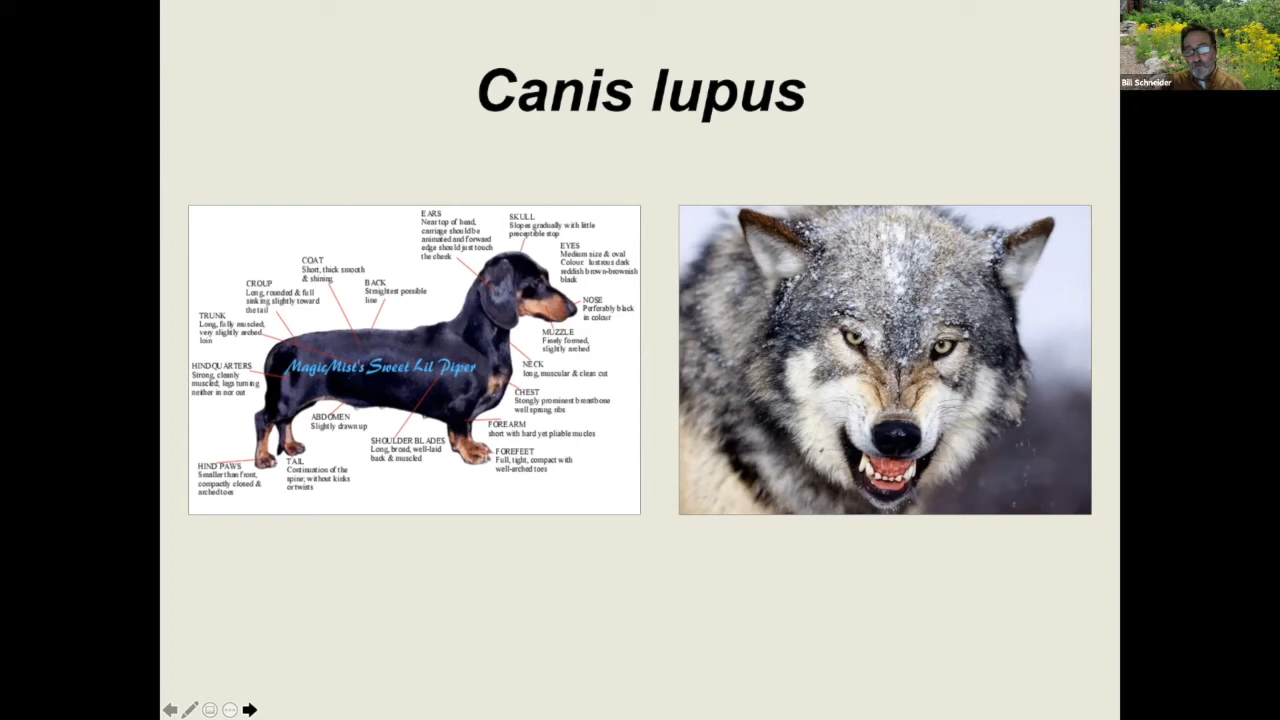 Canis lupus
Bill Schneider
EARS
Near top of head,
carriage should be
animated and forward
edge should just touch
the cheek
SKULL
Slopes gradually with little
preceptible stop
EYES
Medium size & oval
Colour: lustrous dark
reddish brown-brownish
black
COAT
Short, thick smooth
& shining
BACK
Straightest possible
line
CROUP
Long, rounded & full
sinking slightly toward
the tail
NOSE
Perferably black
in colour
TRUNK
Long, fully muscled,
very slightly arched
loin
MUZZLE
Finely formed,
slightly arched
MagicMist's Sweet Lil Piper
HINDQUARTERS
Strong, cleanly
muscled; legs turning
neither in nor out
NECK
long, muscular & clean cut
CHEST
Stongly prominent breastbone
well sprung ribs
ABDOMEN
Slightly drawn up
FOREARM
short with hard yet pliable mucles
SHOULDER BLADES
Long, broad, well-laid
back & muscled
FOREFEET
Full, tight, compact with
well-arched toes
HIND PAWS
Smaller than front,
compactly closed &
arched toes
TAIL
Continuation of the
spine; without kinks
or twists